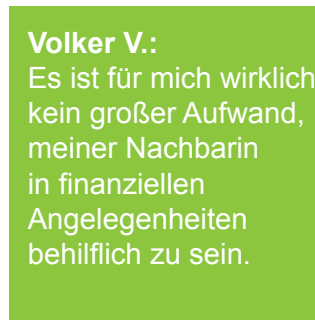 Volker V.:
Es ist für mich wirklich
kein großer Aufwand,
meiner Nachbarin
in finanziellen
Angelegenheiten
behilflich zu sein.